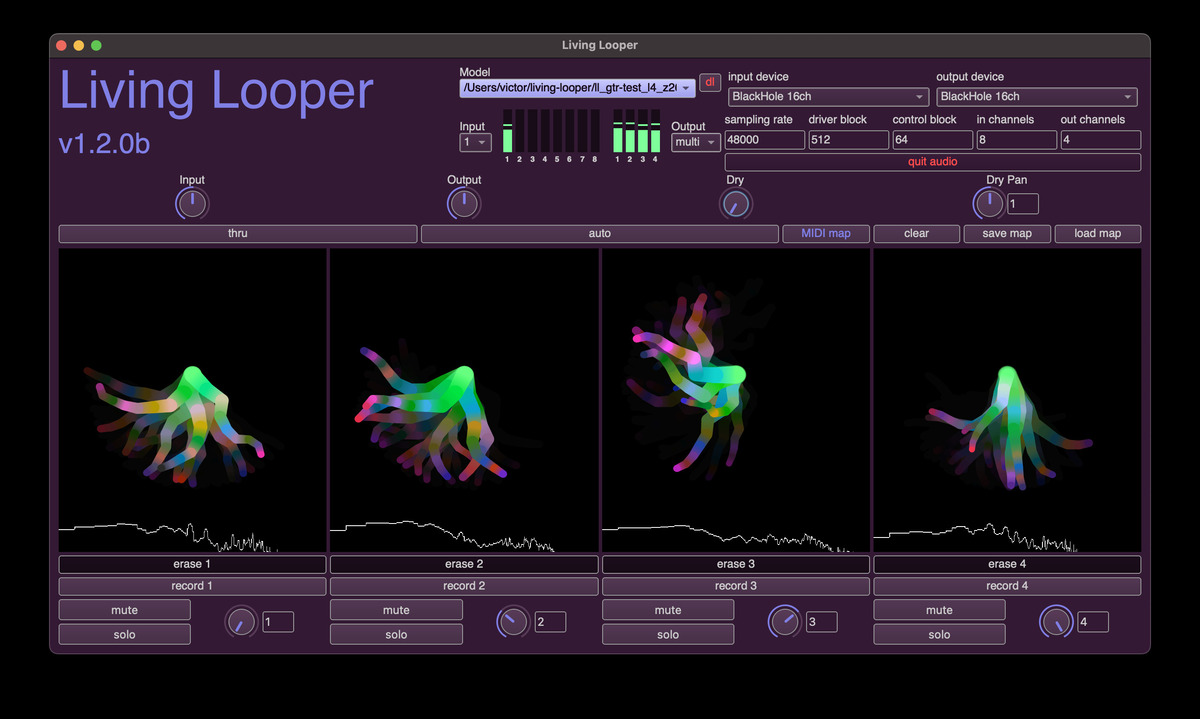 Living Looper
Living Looper
v1.2.0b
Model
/Users/victor/living-looper/ll_gtr-test_l4_z2
dl
input device
BlackHole 16ch
output device
BlackHole 16ch
Input
1
1 2 3 4 5 6 7 8
1 2 3 4
Output
multi
sampling rate
48000
driver block
512
control block
64
in channels
8
out channels
4
quit audio
Input
Output
Dry
Dry Pan
1
thru
auto
MIDI map
clear
save map
load map
erase 1
erase 2
erase 3
erase 4
record 1
record 2
record 3
record 4
mute
solo
1
mute
solo
2
mute
solo
3
mute
solo
4